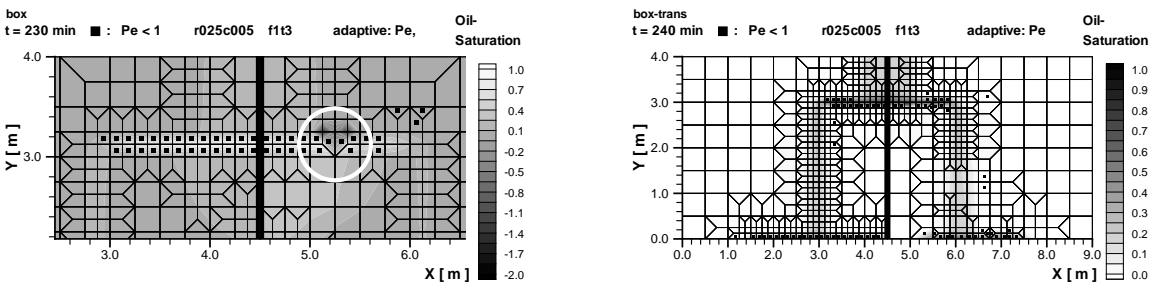 box
t = 230 min ■ : Pe < 1 r025c005 f1t3 adaptive: Pe, Oil-
Saturation
4.0
3.0
Y [ m ]
3.0 4.0 5.0 6.0
X [ m ]
1.0
0.7
0.4
0.1
-0.2
-0.5
-0.8
-1.1
-1.4
-1.7
-2.0
box-trans
t = 240 min ■ : Pe < 1 r025c005 f1t3 adaptive: Pe Oil-
Saturation
4.0
3.0
2.0
1.0
0.0
Y [ m ]
0.0 1.0 2.0 3.0 4.0 5.0 6.0 7.0 8.0 9.0
X [ m ]
1.0
0.9
0.8
0.7
0.6
0.5
0.4
0.3
0.2
0.1
0.0